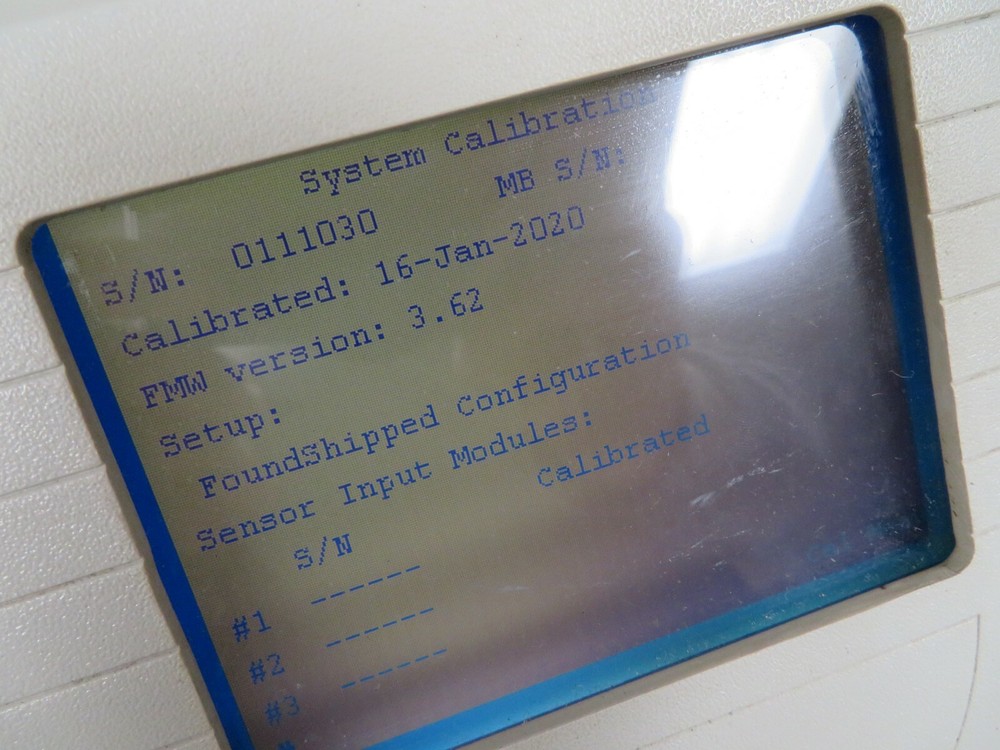 System Calibration
S/N: 0111030 MB S/N:
Calibrated: 16-Jan-2020
FMW version: 3.62
Setup:
FoundShipped Configuration
Sensor Input Modules:
S/N Calibrated
#1 ------
#2 ------
#3 ------